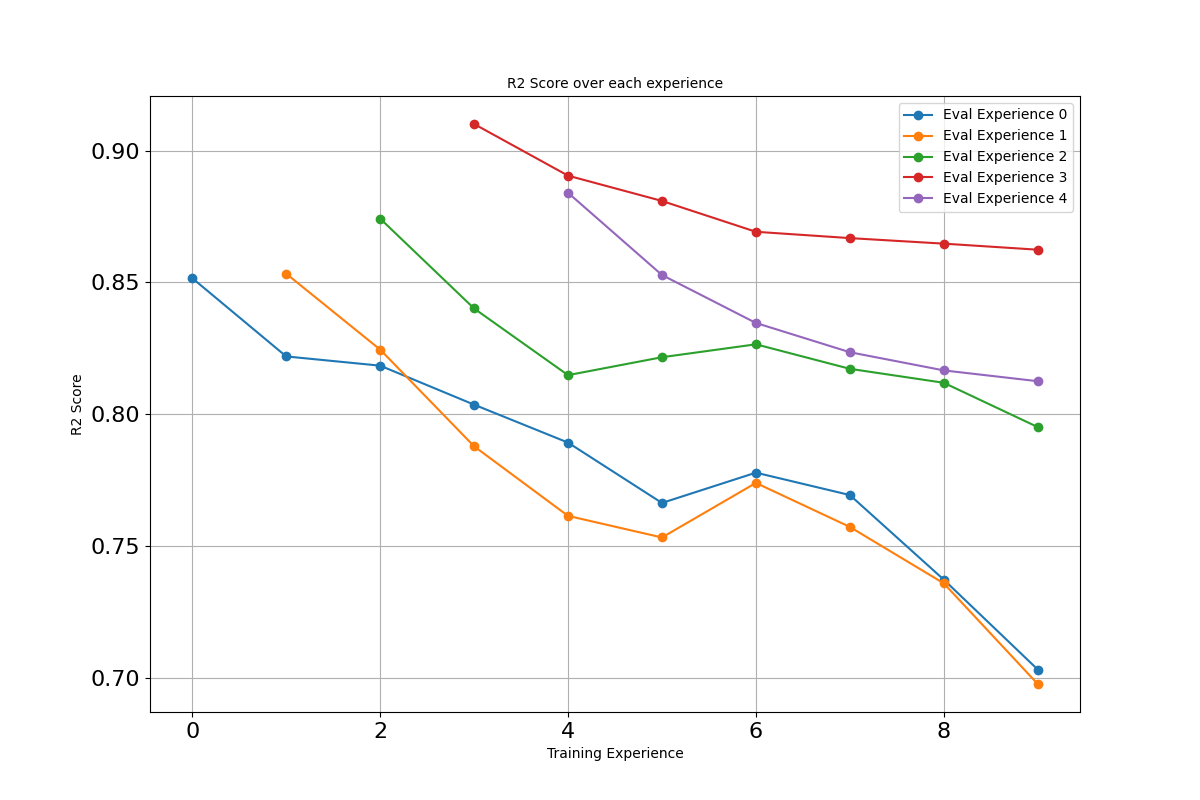 R2 Score over each experience
Eval Experience 0
Eval Experience 1
Eval Experience 2
Eval Experience 3
Eval Experience 4
0.90
0.85
0.80
0.75
0.70
R2 Score
0 2 4 6 8
Training Experience